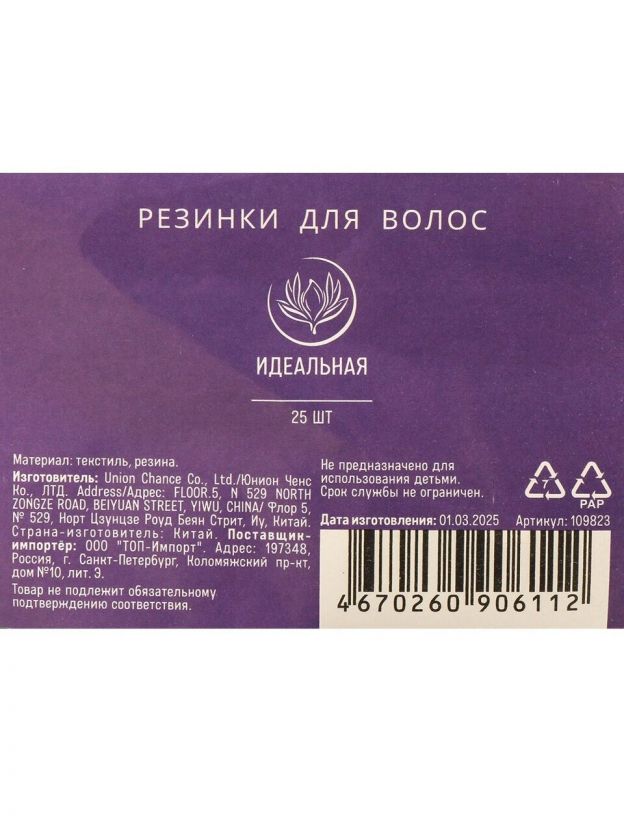 РЕЗИНКИ ДЛЯ ВОЛОС
ИДЕАЛЬНАЯ
25 ШТ
Материал: текстиль, резина.
Изготовитель: Union Chance Co., Ltd./Юнион Ченс
Ко., ЛТД. Address/Адрес: FLOOR.5, N 529 NORTH
ZONGZE ROAD, BEIYUAN STREET, YIWU, CHINA/ Флор 5,
№ 529, Норт Цзунцзе Роуд Беян Стрит, Иу, Китай.
Страна-изготовитель: Китай. Поставщик-
импортёр: ООО "ТОП-Импорт". Адрес: 197348,
Россия, г. Санкт-Петербург, Коломяжский пр-кт,
дом №10, лит. Э.
Товар не подлежит обязательному
подтверждению соответствия.
Не предназначено для
использования детьми.
Срок службы не ограничен.
7
PAP
Дата изготовления: 01.03.2025 Артикул: 109823
4 670260 906112